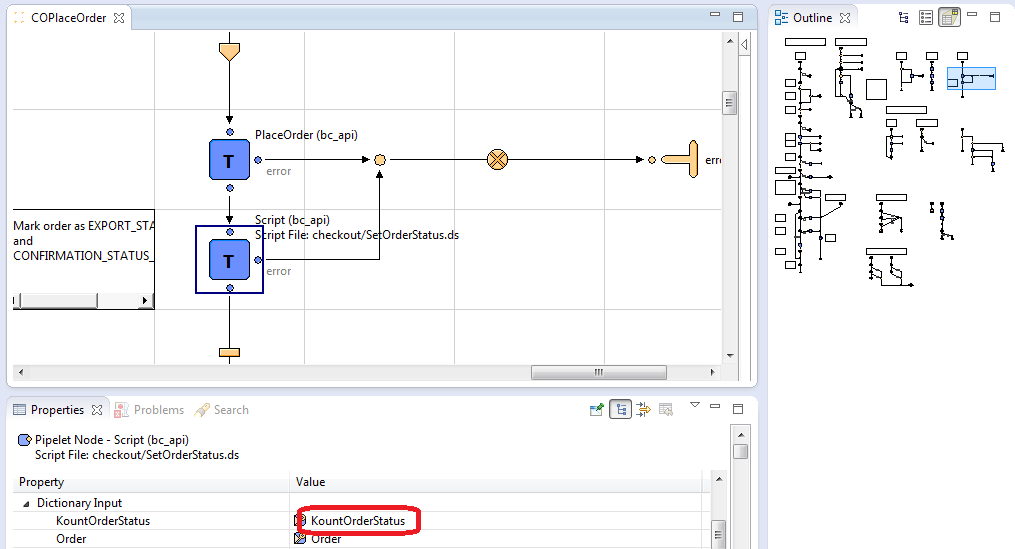 COPlaceOrder
Outline
PlaceOrder (bc_api)
T
error
Mark order as EXPORT_STA
and
CONFIRMATION_STATUS_
Script (bc_api)
Script File: checkout/SetOrderStatus.ds
T
error
erro
Properties
Problems
Search
Pipelet Node - Script (bc_api)
Script File: checkout/SetOrderStatus.ds
Property Value
Dictionary Input
KountOrderStatus KountOrderStatus
Order Order